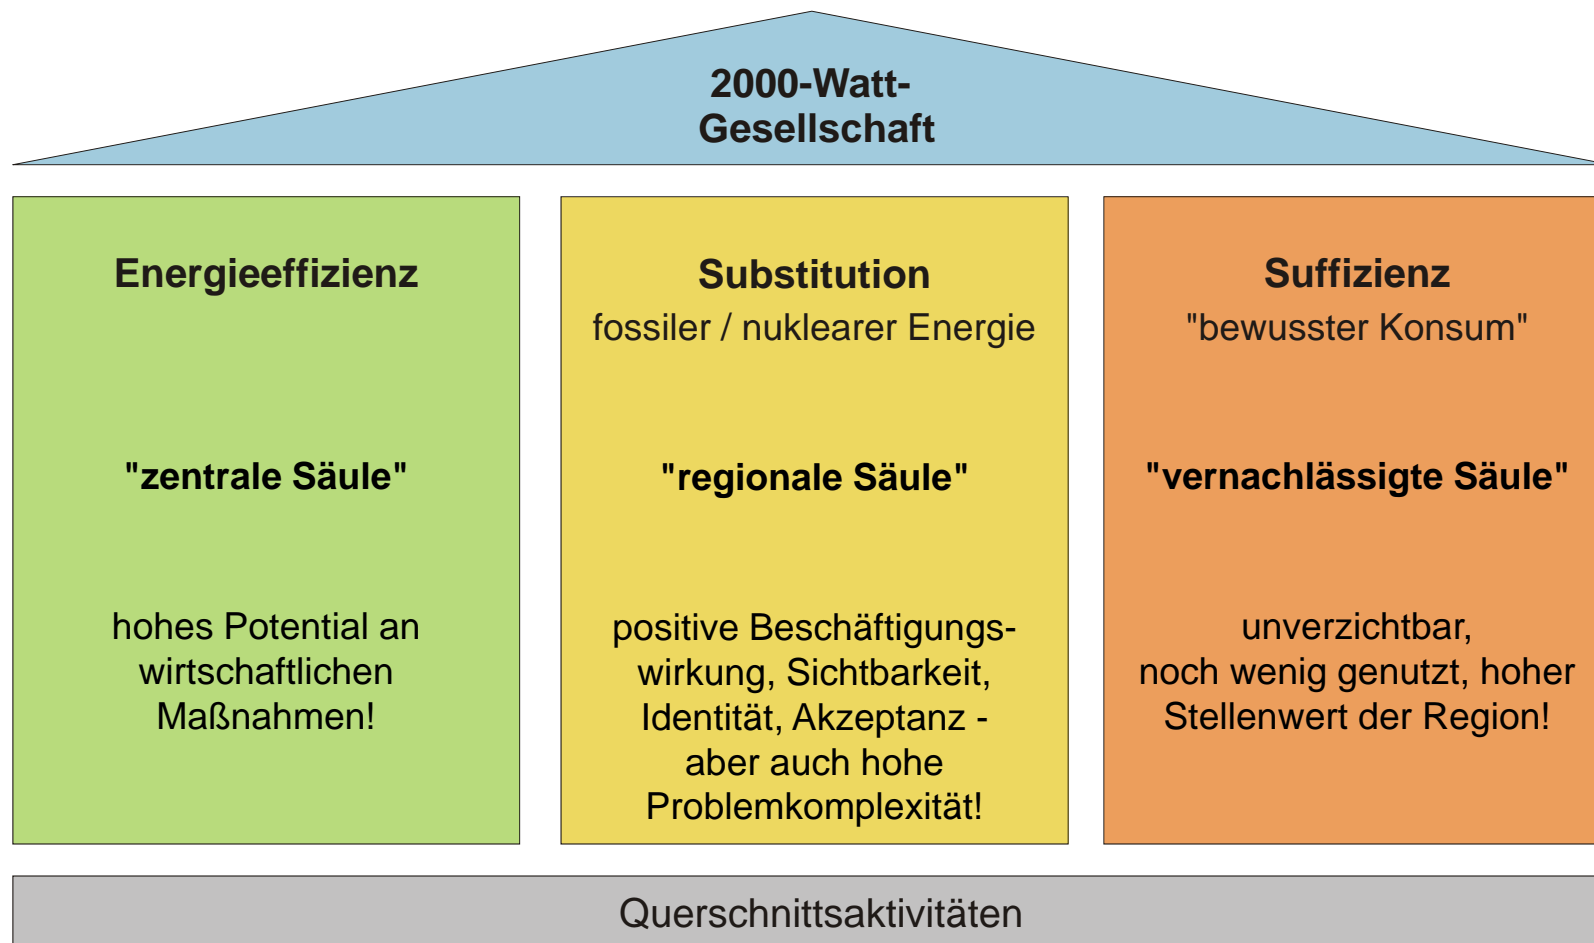 2000-Watt-
Gesellschaft
Energieeffizienz
"zentrale Säule"
hohes Potential an
wirtschaftlichen
Maßnahmen!
Substitution
fossiler / nuklearer Energie
"regionale Säule"
positive Beschäftigungs-
wirkung, Sichtbarkeit,
Identität, Akzeptanz -
aber auch hohe
Problemkomplexität!
Suffizienz
"bewusster Konsum"
"vernachlässigte Säule"
unverzichtbar,
noch wenig genutzt, hoher
Stellenwert der Region!
Querschnittsaktivitäten